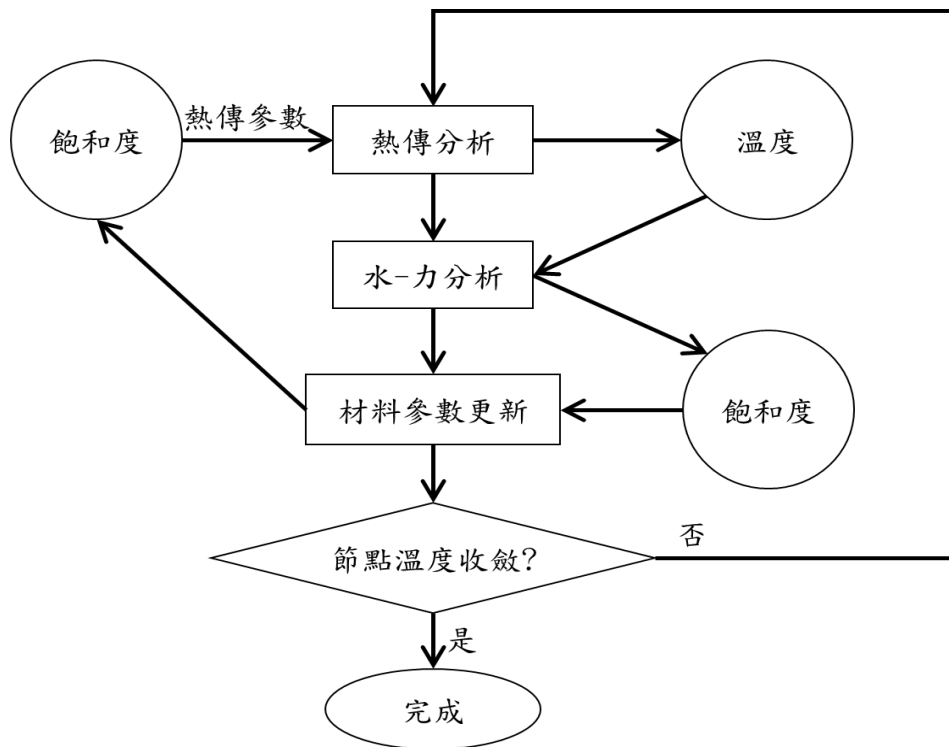 熱傳參數
飽和度
熱傳分析
溫度
水-力分析
材料參數更新
飽和度
節點溫度收斂?
否
是
完成